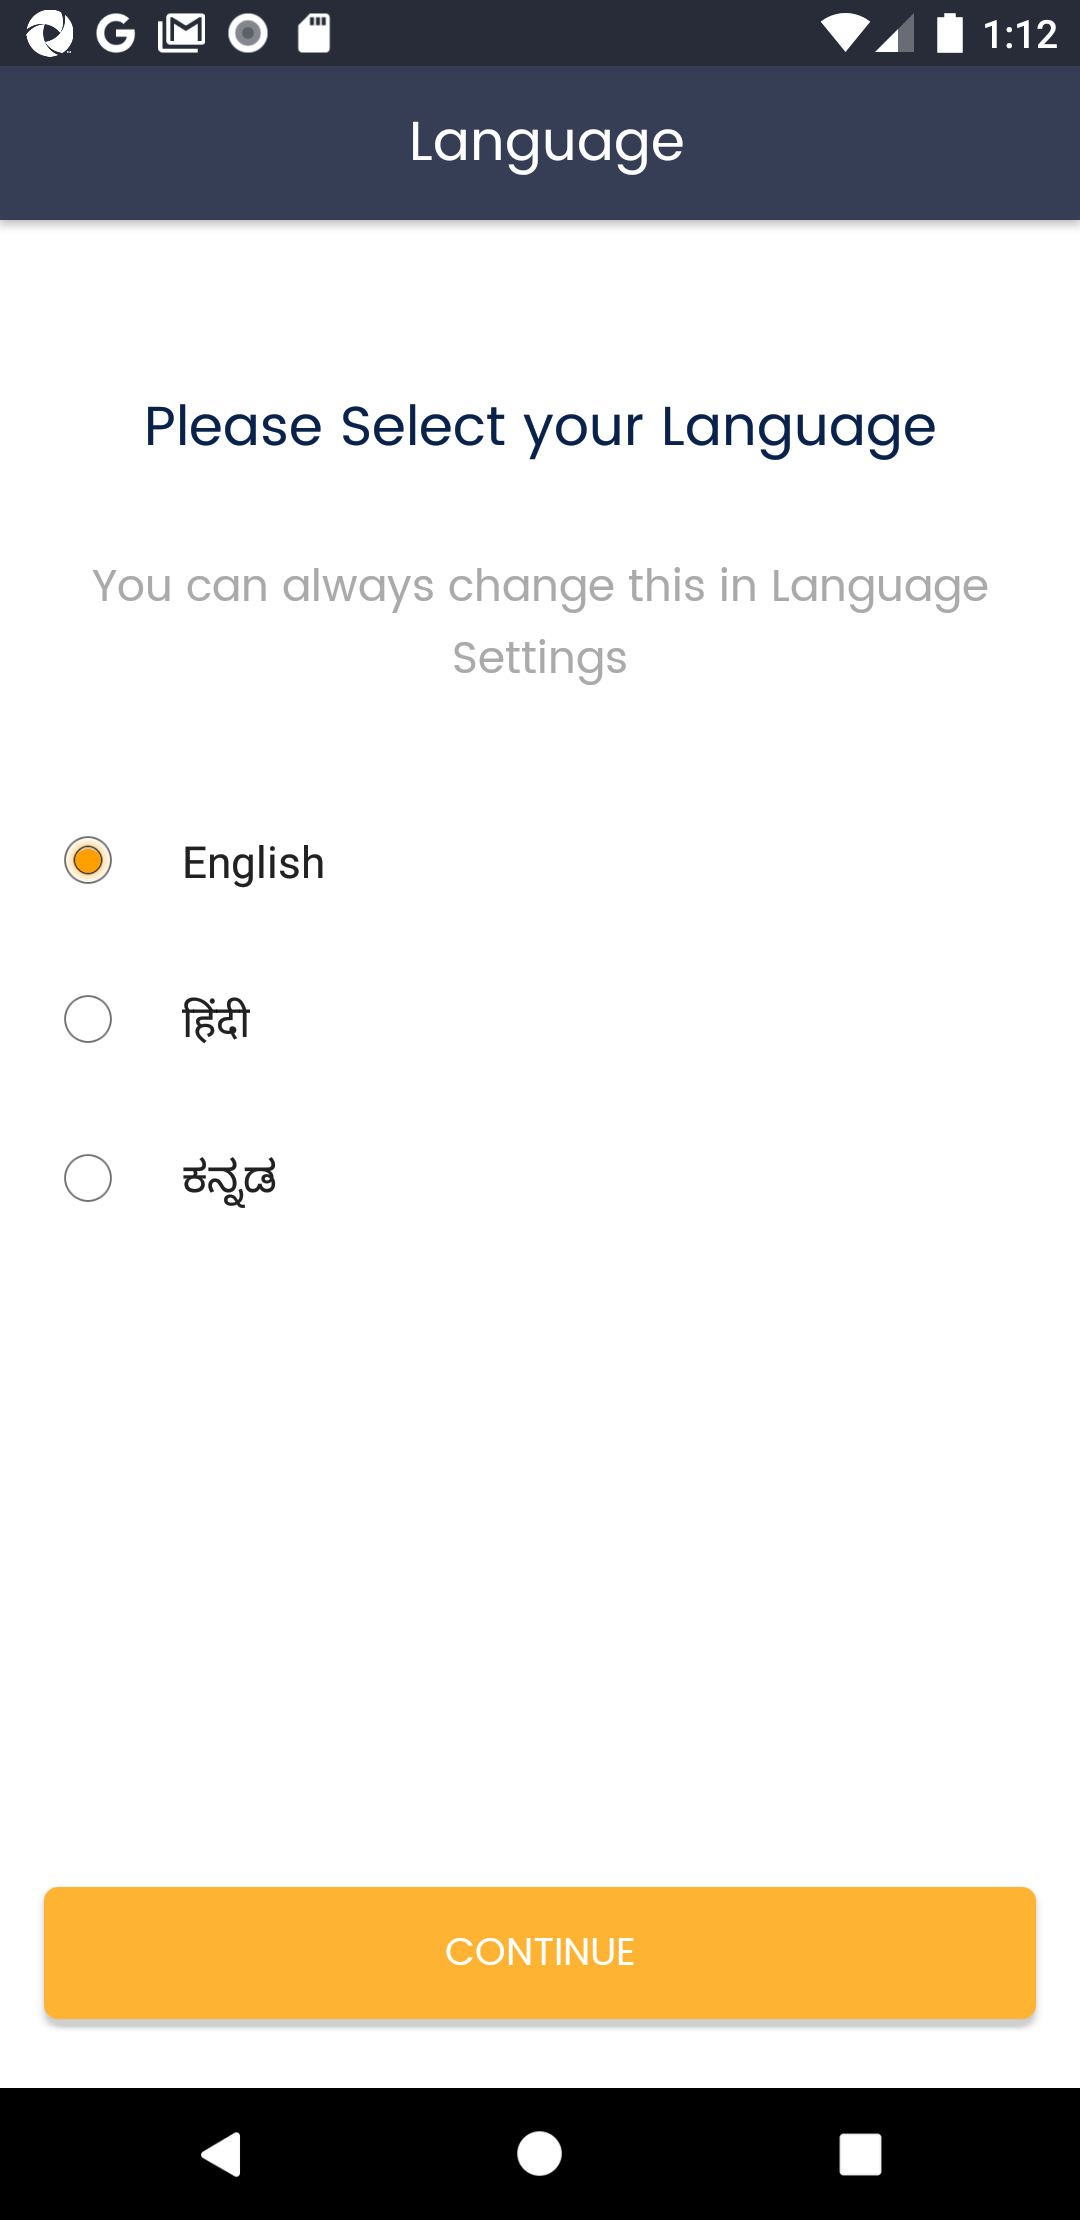 1:12
Language
Please Select your Language
You can always change this in Language
Settings
English
हिंदी
ಕನ್ನಡ
CONTINUE